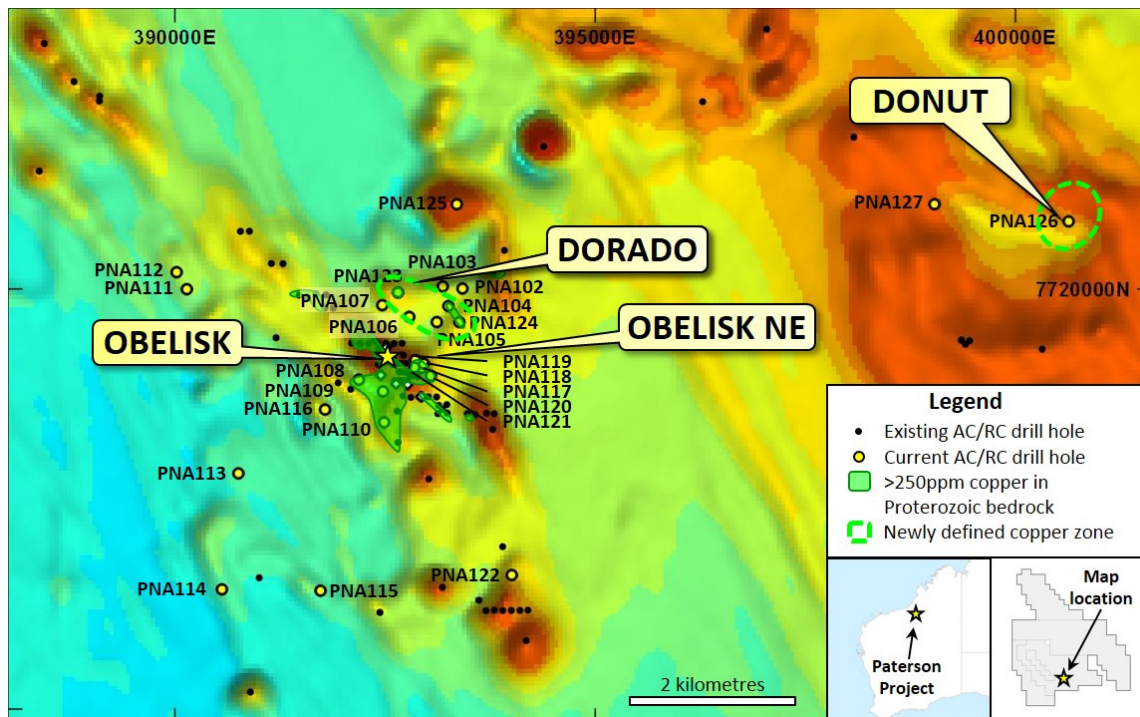 390000E
395000E
400000E
DONUT
PNA125
PNA127
PNA126
DORADO
PNA103
PNA112
PNA111
PNA123
PNA102
PNA107
PNA104
7720000N
PNA106
PNA124
OBELISK
OBELISK NE
PNA105
PNA119
PNA108
PNA118
PNA109
PNA117
PNA116
PNA120
PNA110
PNA121
PNA113
PNA122
PNA114
PNA115
2 kilometres
Legend
Existing AC/RC drill hole
Current AC/RC drill hole
>250ppm copper in
Proterozoic bedrock
Newly defined copper zone
Paterson
Project
Map
location